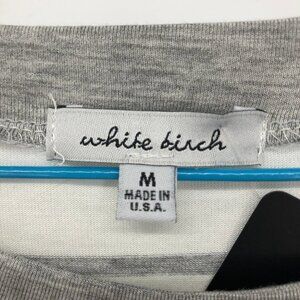 white birch
M
MADE IN
U.S.A.